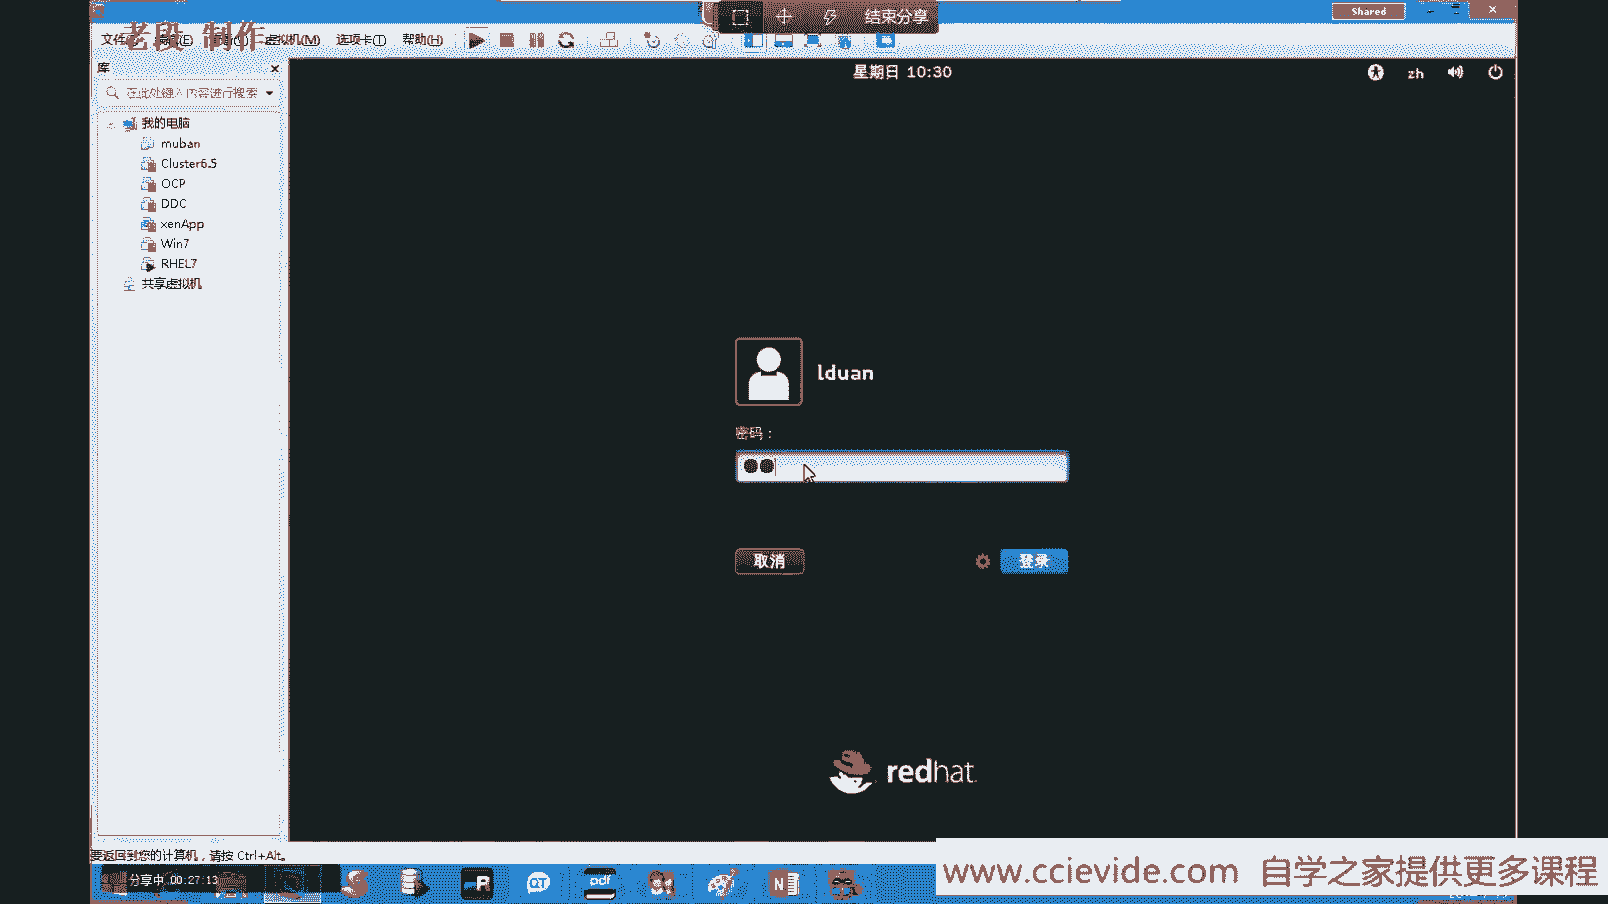 结束分享
Shared
老段 制作
文件 虚拟机(M) 选项卡(T) 帮助(H)
库
在此处键入内容进行搜索
我的电脑
muban
Cluster6.5
OCP
DDC
xenApp
Win7
RHEL7
共享虚拟机
星期日 10:30
zh
lduan
密码：
取消
登录
redhat
要返回到您的计算机，请按 Ctrl+Alt。
分享中 00:27:13
QT
pdf
N
www.ccievide.com 自学之家提供更多课程